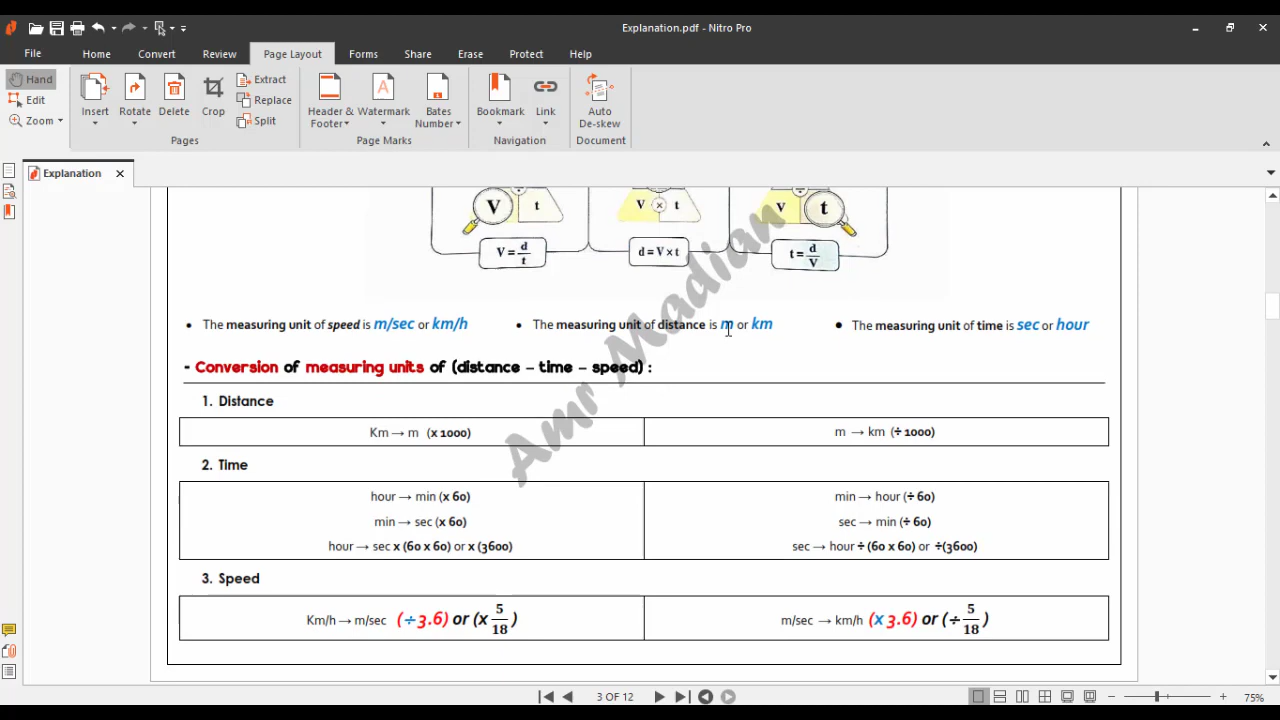 Explanation.pdf - Nitro Pro
File Home Convert Review Page Layout Forms Share Erase Protect Help
Hand
Edit
Zoom
Insert Rotate Delete Crop
Extract
Replace
Split
Pages
Header & Footer Watermark Bates Number
Page Marks
Bookmark Link
Navigation
Auto De-skew
Document
Explanation
V t V x t V t
V = d/t d = V x t t = d/V
• The measuring unit of speed is m/sec or km/h • The measuring unit of distance is m or km • The measuring unit of time is sec or hour
- Conversion of measuring units of (distance – time – speed) :
1. Distance
Km → m (x 1000) m → km (÷ 1000)
2. Time
hour → min (x 60) min → hour (÷ 60)
min → sec (x 60) sec → min (÷ 60)
hour → sec x (60 x 60) or x (3600) sec → hour ÷ (60 x 60) or ÷(3600)
3. Speed
Km/h → m/sec (÷3.6) or (x 5/18) m/sec → km/h (x 3.6) or (÷ 5/18)
Amr Madian
3 OF 12
75%